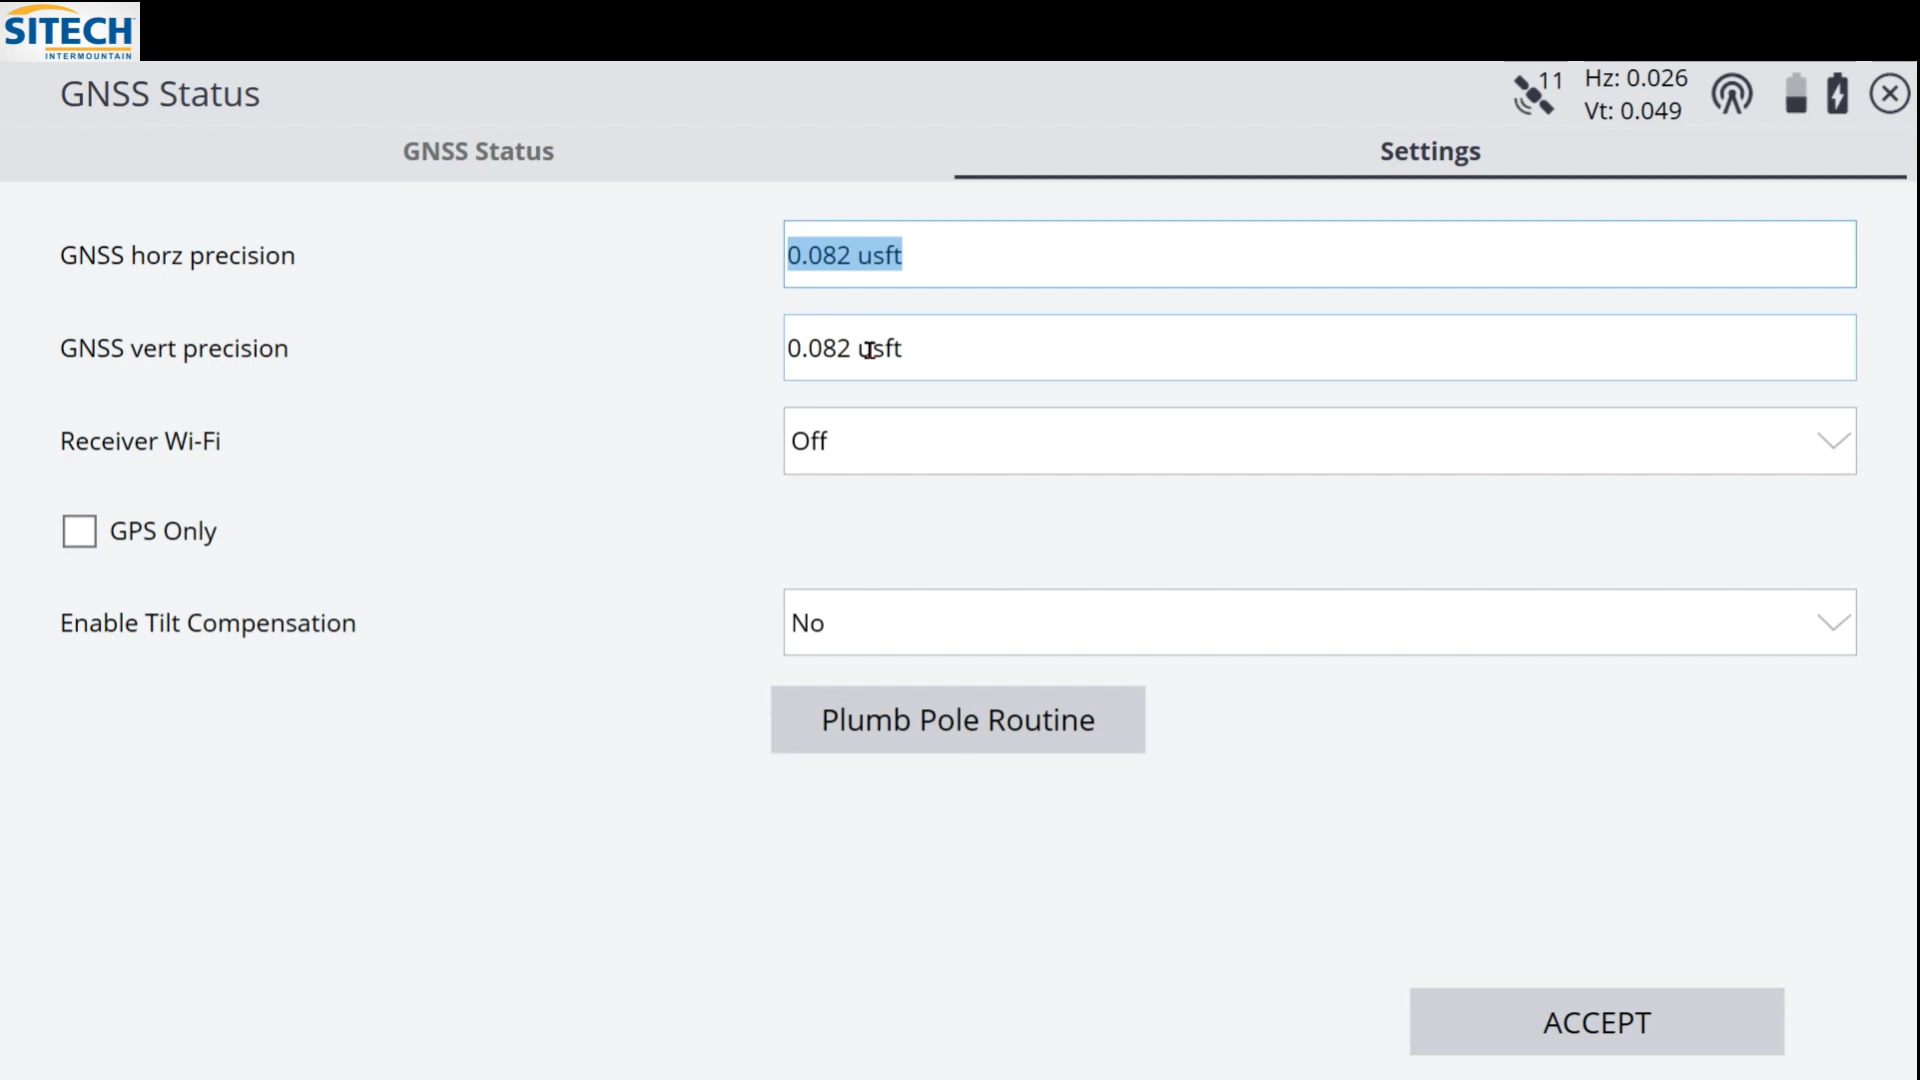 SITECH
INTERMOUNTAIN
GNSS Status
11
Hz: 0.026
Vt: 0.049
GNSS Status
Settings
GNSS horz precision
0.082 usft
GNSS vert precision
0.082 usft
Receiver Wi-Fi
Off
GPS Only
Enable Tilt Compensation
No
Plumb Pole Routine
ACCEPT